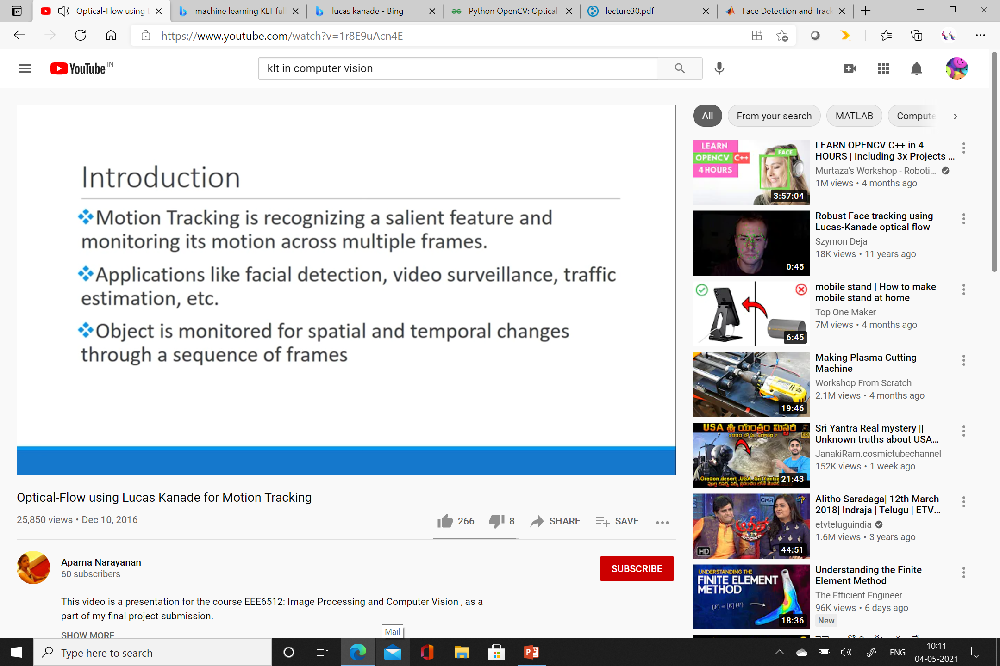 Optical-Flow using
machine learning KLT full
lucas kanade - Bing
Python OpenCV: Optical
lecture30.pdf
Face Detection and Track
https://www.youtube.com/watch?v=1r8E9uAcn4E
YouTube IN
klt in computer vision
Introduction
Motion Tracking is recognizing a salient feature and
monitoring its motion across multiple frames.
Applications like facial detection, video surveillance, traffic
estimation, etc.
Object is monitored for spatial and temporal changes
through a sequence of frames
Optical-Flow using Lucas Kanade for Motion Tracking
25,850 views • Dec 10, 2016
266
8
SHARE
SAVE
Aparna Narayanan
60 subscribers
SUBSCRIBE
This video is a presentation for the course EEE6512: Image Processing and Computer Vision , as a
part of my final project submission.
SHOW MORE
All
From your search
MATLAB
Compute
LEARN
OPENCV C++
4 HOURS
FACE
3:57:04
LEARN OPENCV C++ in 4
HOURS | Including 3x Projects ...
Murtaza's Workshop - Roboti...
1M views • 4 months ago
0:45
Robust Face tracking using
Lucas-Kanade optical flow
Szymon Deja
18K views • 11 years ago
6:45
mobile stand | How to make
mobile stand at home
Top One Maker
7M views • 4 months ago
19:46
Making Plasma Cutting
Machine
Workshop From Scratch
2.1M views • 4 months ago
USA శ్రీ యంత్రం మిస్టరీ
4K
Oregon desert ,USA ,SriYantra
21:43
Sri Yantra Real mystery ||
Unknown truths about USA...
JanakiRam.cosmictubechannel
152K views • 1 week ago
CMR
HD
44:51
Alitho Saradaga| 12th March
2018| Indraja | Telugu | ETV...
etvteluguindia
1.6M views • 3 years ago
UNDERSTANDING THE
FINITE ELEMENT
METHOD
{F} = [K] {U}
18:36
Understanding the Finite
Element Method
The Efficient Engineer
96K views • 6 days ago
New
Mail
Type here to search
ENG
10:11
04-05-2021